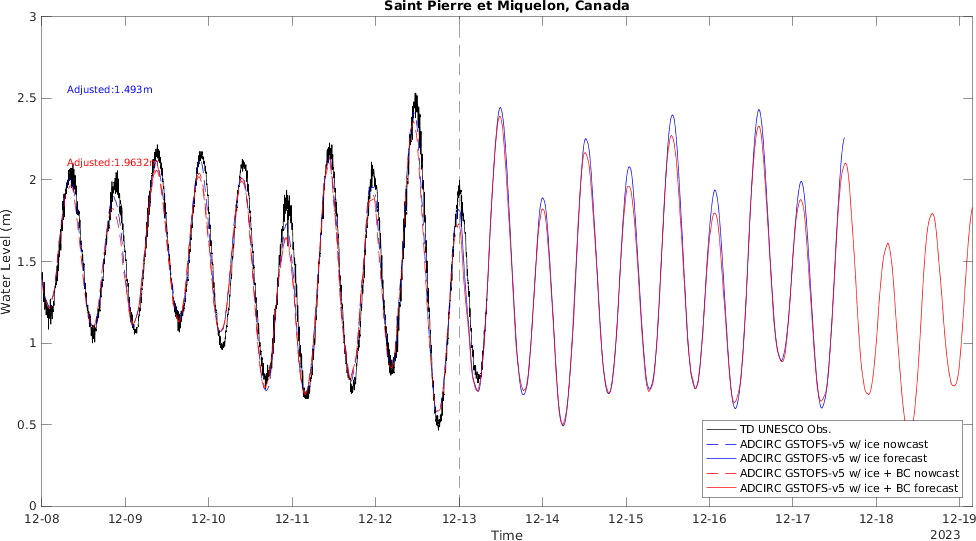 Saint Pierre et Miquelon, Canada
3
2.5
2
1.5
1
0.5
0
Water Level (m)
Adjusted:1.493m
Adjusted:1.9632m
TD UNESCO Obs.
ADCIRC GSTOFS-v5 w/ ice nowcast
ADCIRC GSTOFS-v5 w/ ice forecast
ADCIRC GSTOFS-v5 w/ ice + BC nowcast
ADCIRC GSTOFS-v5 w/ ice + BC forecast
12-08 12-09 12-10 12-11 12-12 12-13 12-14 12-15 12-16 12-17 12-18 12-19
Time
2023